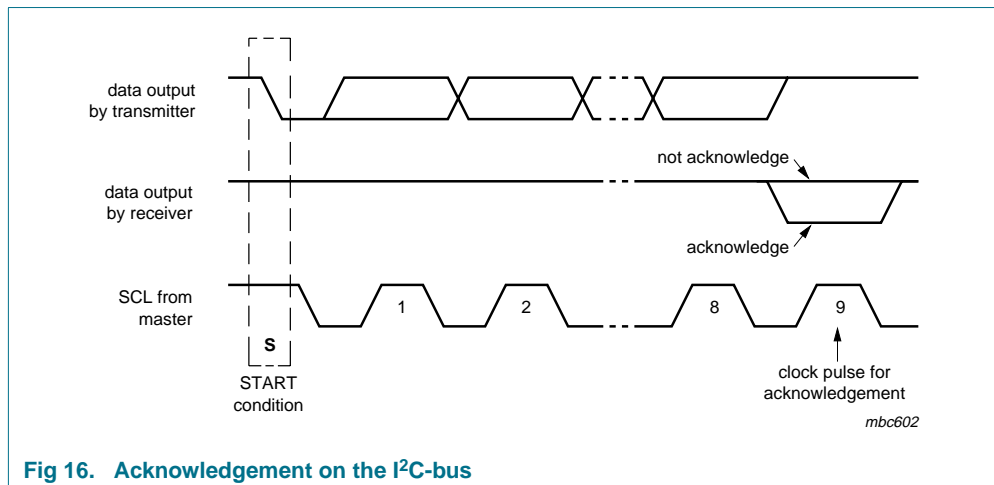 data output
by transmitter
not acknowledge
data output
by receiver
acknowledge
SCL from
master
1
2
8
9
S
START
condition
clock pulse for
acknowledgement
mbc602
Fig 16. Acknowledgement on the I²C-bus